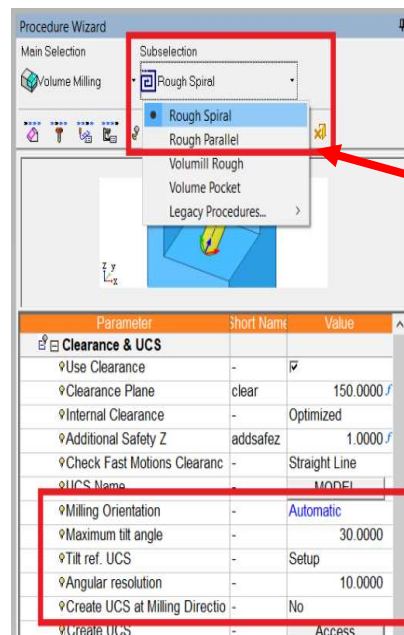 Procedure Wizard
Main Selection Subselection
Volume Milling Rough Spiral
Rough Spiral
Rough Parallel
Volumill Rough
Volume Pocket
Legacy Procedures...
Z y
x
Parameter Short Name Value
Clearance & UCS
Use Clearance -
Clearance Plane clear 150.0000 f
Internal Clearance - Optimized
Additional Safety Z addsafez 1.0000 f
Check Fast Motions Clearanc - Straight Line
UCS Name - MODEL
Milling Orientation - Automatic
Maximum tilt angle - 30.0000
Tilt ref. UCS - Setup
Angular resolution - 10.0000
Create UCS at Milling Directio - No
Create UCS - Access